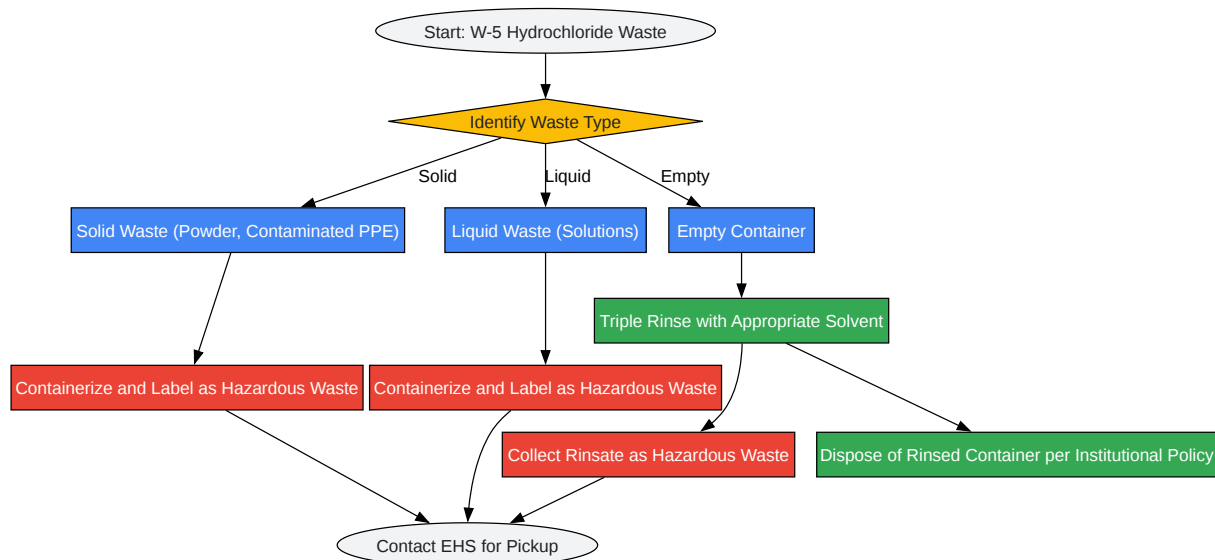 Start: W-5 Hydrochloride Waste
Identify Waste Type
Solid
Liquid
Empty
Solid Waste (Powder, Contaminated PPE)
Liquid Waste (Solutions)
Empty Container
Triple Rinse with Appropriate Solvent
Containerize and Label as Hazardous Waste
Containerize and Label as Hazardous Waste
Collect Rinsate as Hazardous Waste
Dispose of Rinsed Container per Institutional Policy
Contact EHS for Pickup